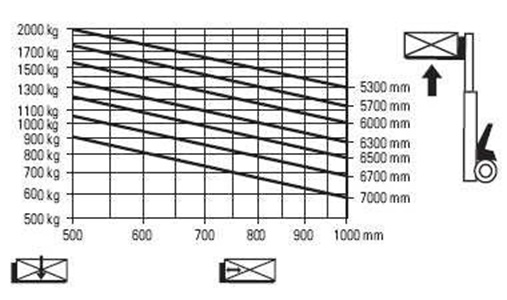 2000 kg
1700 kg
1500 kg
1300 kg
1100 kg
1000 kg
900 kg
800 kg
700 kg
600 kg
500 kg
5300 mm
5700 mm
6000 mm
6300 mm
6500 mm
6700 mm
7000 mm
500 600 700 800 900 1000 mm